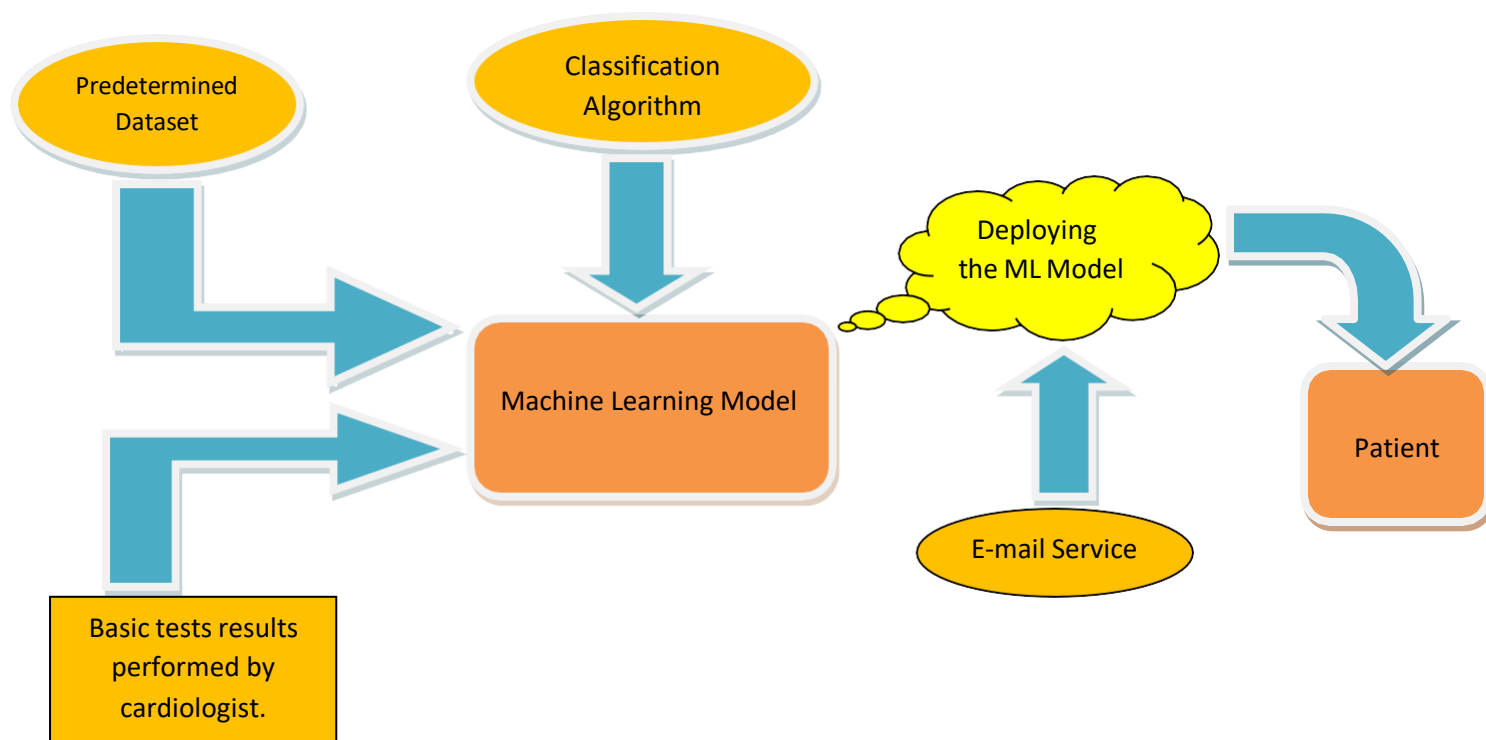 Predetermined
Dataset
Classification
Algorithm
Deploying
the ML Model
Machine Learning Model
Patient
E-mail Service
Basic tests results
performed by
cardiologist.